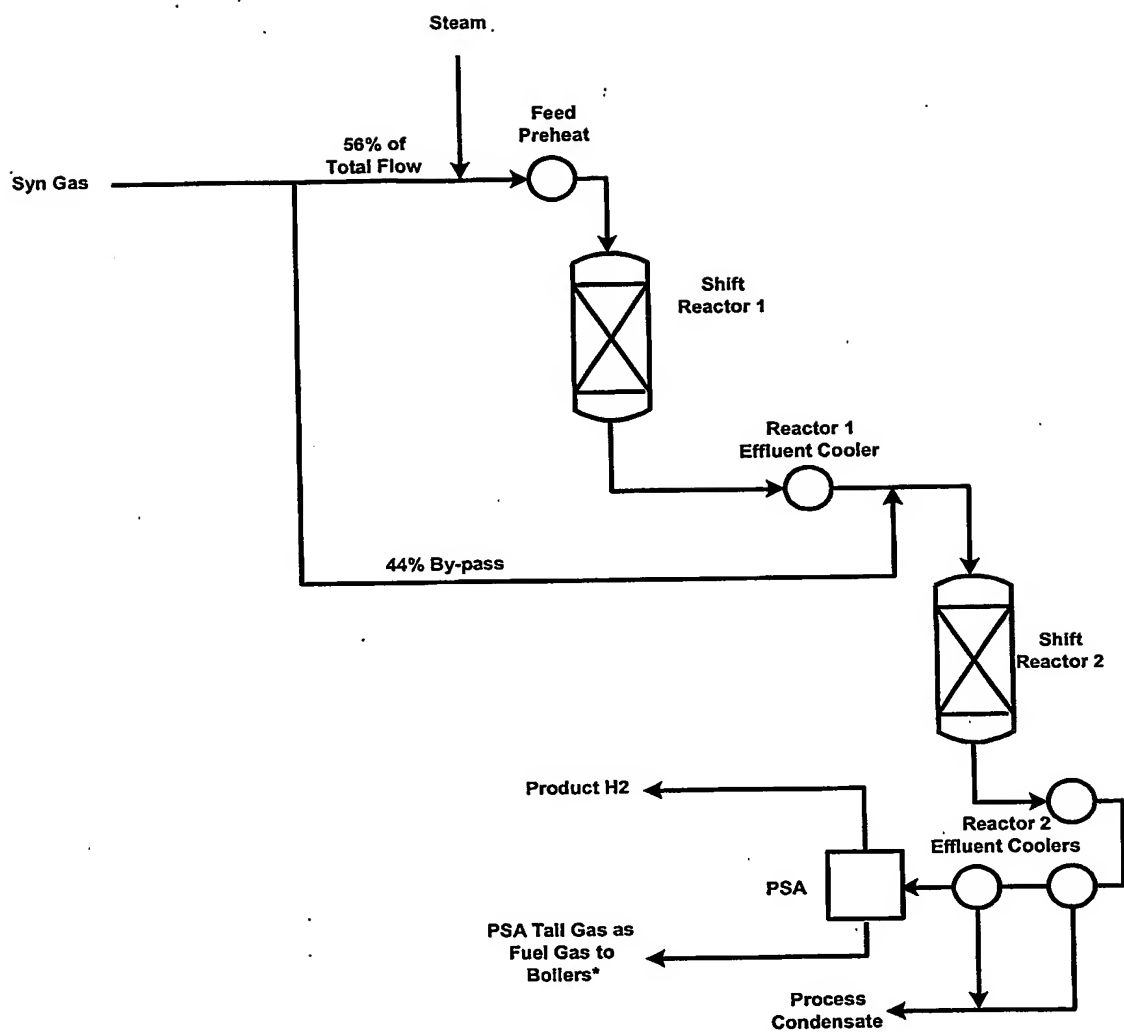 Steam
Feed
Preheat
56% of
Total Flow
Syn Gas
Shift
Reactor 1
Reactor 1
Effluent Cooler
44% By-pass
Shift
Reactor 2
Product H2
Reactor 2
Effluent Coolers
PSA
PSA Tail Gas as
Fuel Gas to
Boilers*
Process
Condensate